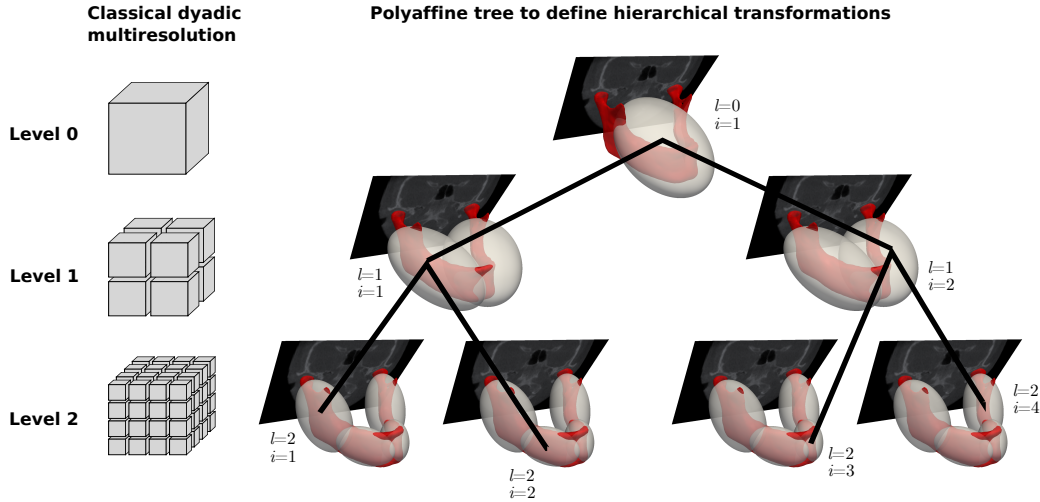 Classical dyadic
multiresolution
Polyaffine tree to define hierarchical transformations
Level 0
l=0
i=1
Level 1
l=1
i=1
l=1
i=2
Level 2
l=2
i=1
l=2
i=2
l=2
i=3
l=2
i=4